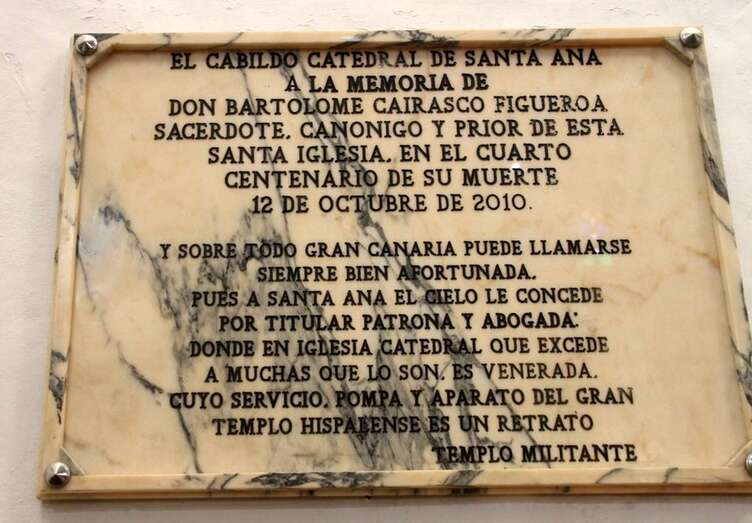 EL CABILDO CATEDRAL DE SANTA ANA
A LA MEMORIA DE
DON BARTOLOME CAIRASCO FIGUEROA
SACERDOTE, CANONIGO Y PRIOR DE ESTA
SANTA IGLESIA, EN EL CUARTO
CENTENARIO DE SU MUERTE
12 DE OCTUBRE DE 2010.
Y SOBRE TODO GRAN CANARIA PUEDE LLAMARSE
SIEMPRE BIEN AFORTUNADA,
PUES A SANTA ANA EL CIELO LE CONCEDE
POR TITULAR PATRONA Y ABOGADA:
DONDE EN IGLESIA CATEDRAL QUE EXCEDE
A MUCHAS QUE LO SON, ES VENERADA,
CUYO SERVICIO, POMPA Y APARATO DEL GRAN
TEMPLO HISPALENSE ES UN RETRATO
TEMPLO MILITANTE